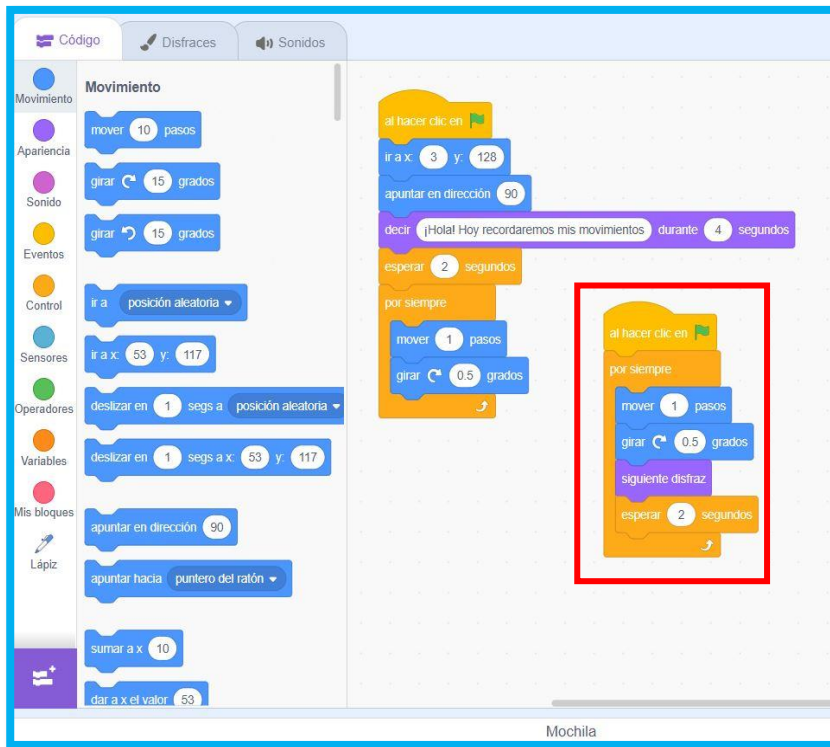 Código
Disfraces
Sonidos
Movimiento
Apariencia
Sonido
Eventos
Control
Sensores
Operadores
Variables
Mis bloques
Lápiz
Movimiento
mover 10 pasos
girar 15 grados
girar 15 grados
ir a posición aleatoria
ir a x: 53 y: 117
deslizar en 1 segs a posición aleatoria
deslizar en 1 segs a x: 53 y: 117
apuntar en dirección 90
apuntar hacia puntero del ratón
sumar a x 10
dar a x el valor 53
al hacer clic en
ir a x: 3 y: 128
apuntar en dirección 90
decir ¡Hola! Hoy recordaremos mis movimientos durante 4 segundos
esperar 2 segundos
por siempre
mover 1 pasos
girar 0.5 grados
al hacer clic en
por siempre
mover 1 pasos
girar 0.5 grados
siguiente disfraz
esperar 2 segundos
Mochila